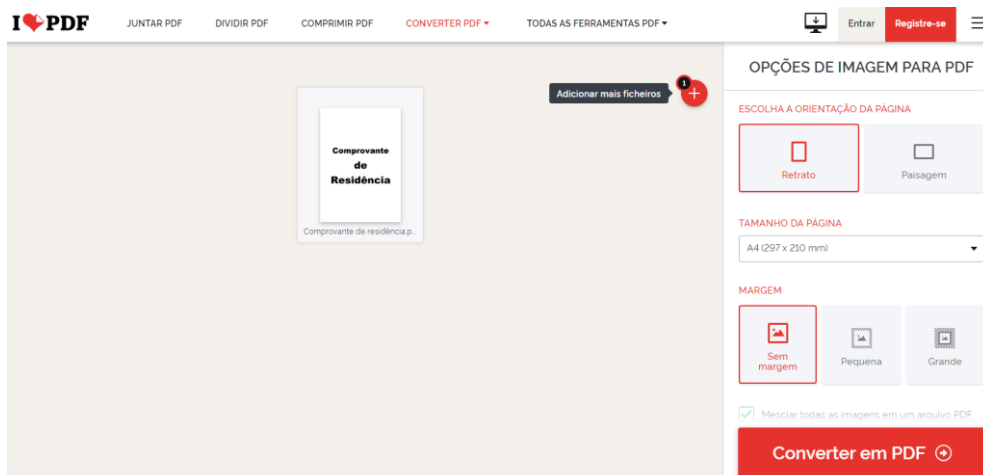 I PDF
JUNTAR PDF
DIVIDIR PDF
COMPRIMIR PDF
CONVERTER PDF
TODAS AS FERRAMENTAS PDF
Entrar
Registre-se
Adicionar mais ficheiros
1
Comprovante
de
Residência
Comprovante de residência p..
OPÇÕES DE IMAGEM PARA PDF
ESCOLHA A ORIENTAÇÃO DA PÁGINA
Retrato
Paisagem
TAMANHO DA PÁGINA
A4 (297 x 210 mm)
MARGEM
Sem
margem
Pequena
Grande
Mesclar todas as imagens em um arquivo PDF
Converter em PDF